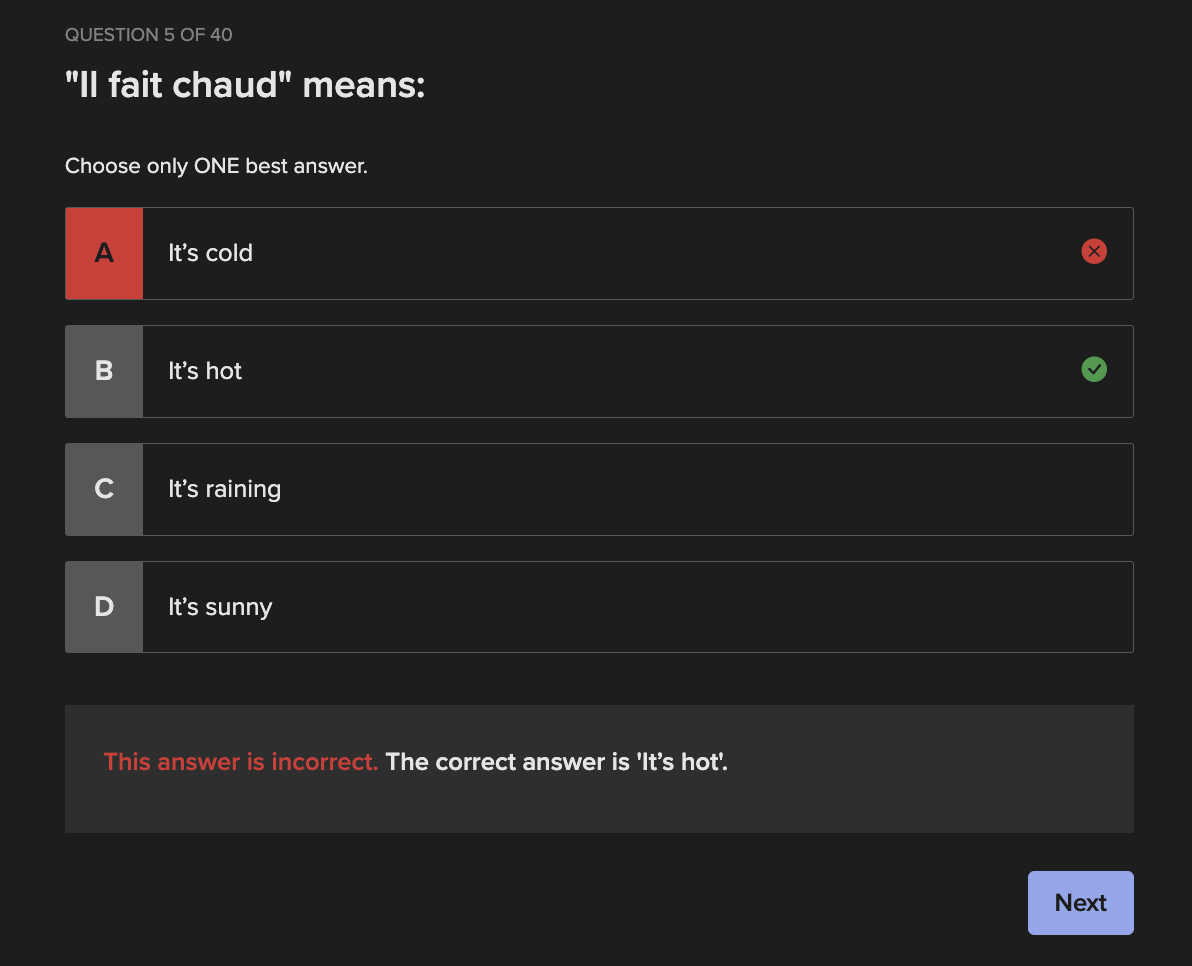 QUESTION 5 OF 40
"Il fait chaud" means:
Choose only ONE best answer.
A
It’s cold
B
It’s hot
C
It’s raining
D
It’s sunny
This answer is incorrect. The correct answer is 'It’s hot'.
Next